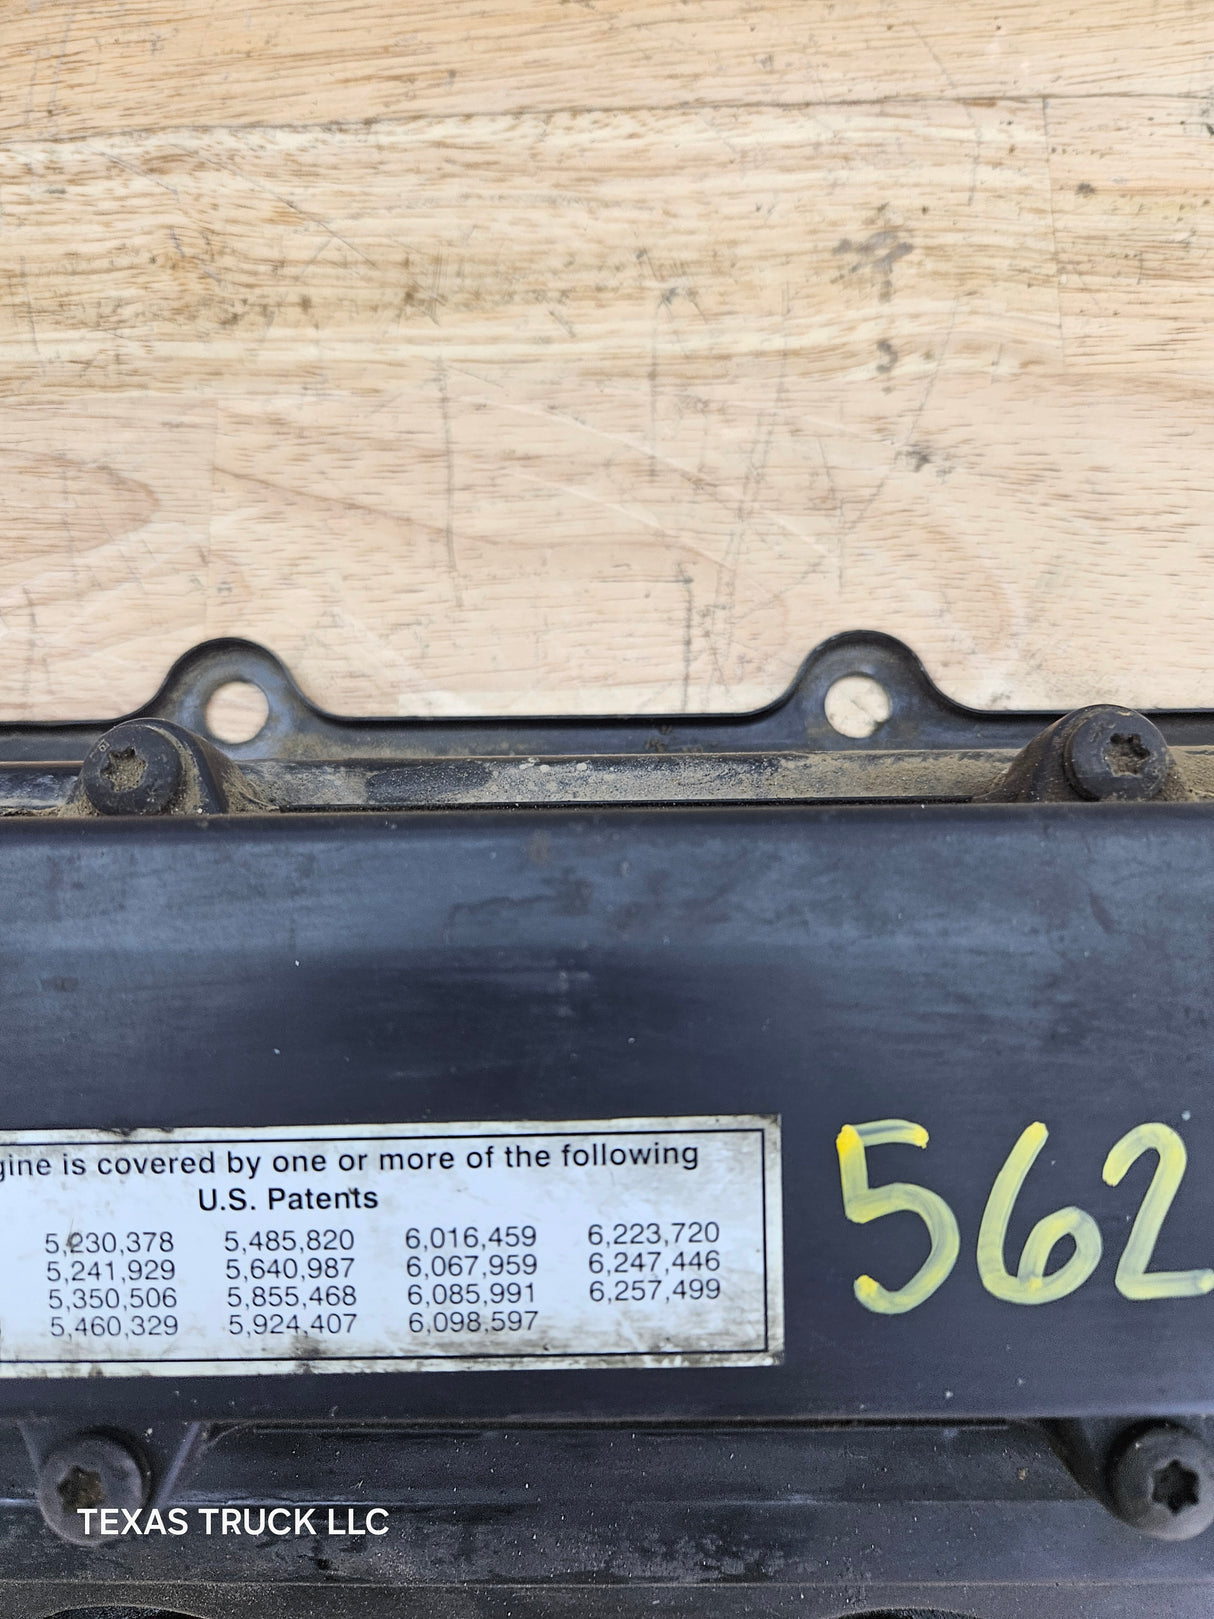 gine is covered by one or more of the following
U.S. Patents
5,230,378 5,485,820 6,016,459 6,223,720
5,241,929 5,640,987 6,067,959 6,247,446
5,350,506 5,855,468 6,085,991 6,257,499
5,460,329 5,924,407 6,098,597
562
TEXAS TRUCK LLC